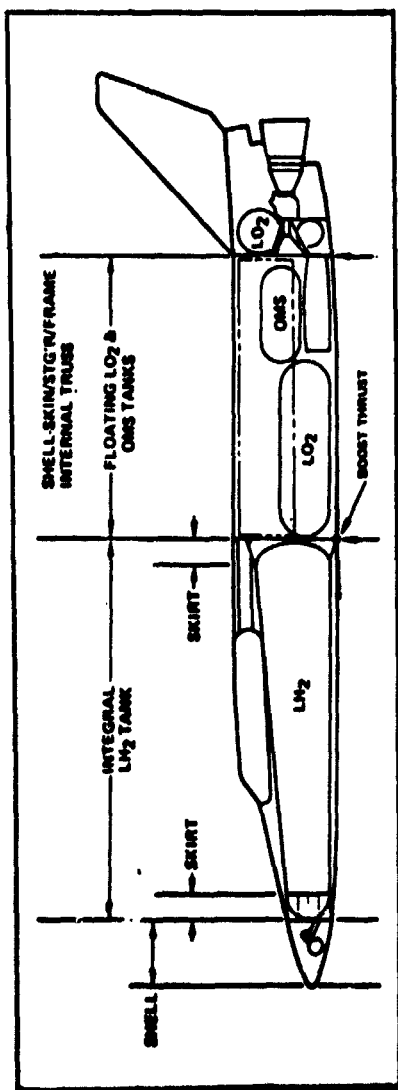 SHELL-SKIN/STG'R/FRAME
INTERNAL TRUSS
FLOATING LO2 &
OMS TANKS
INTEGRAL
LH2 TANK
SKIRT
SKIRT
SHELL
LO2
OMS
LO2
LH2
BOOST THRUST